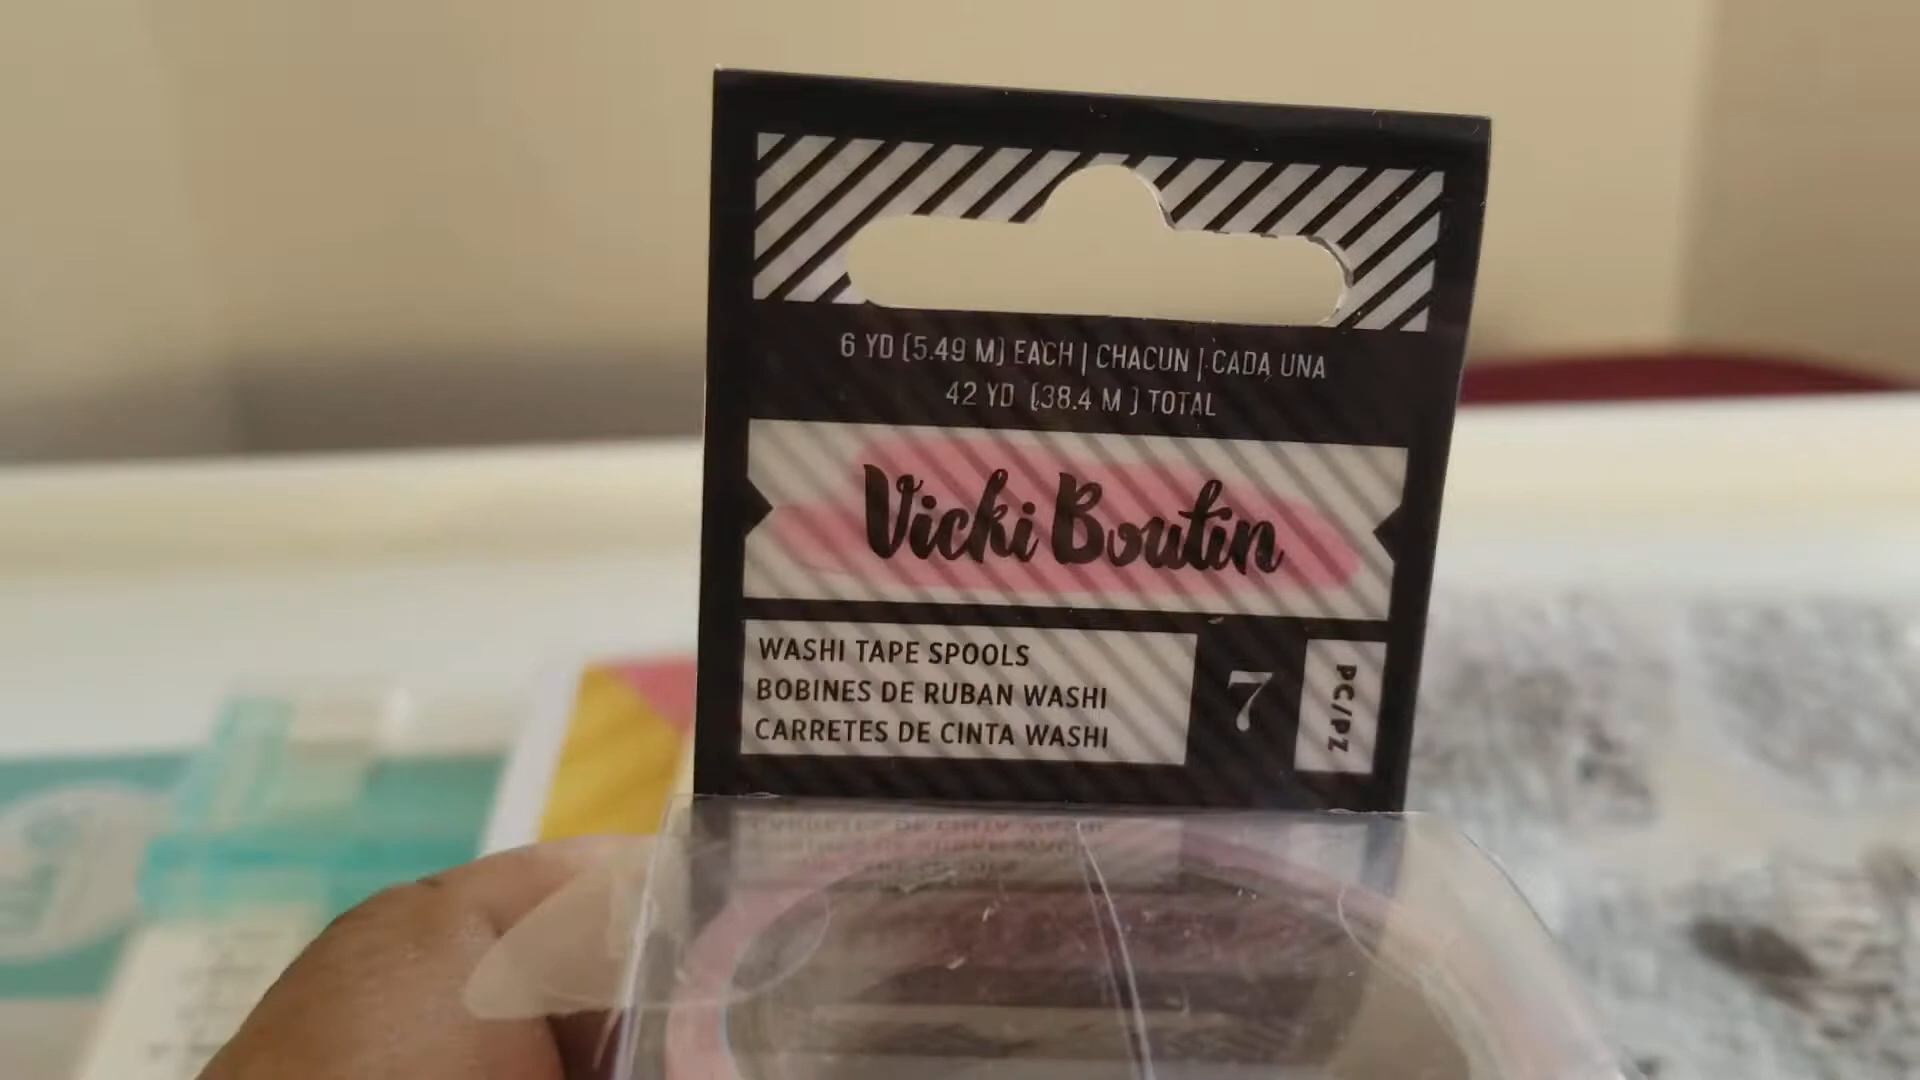 6 YD (5.49 M) EACH | CHACUN | CADA UNA
42 YD (38.4 M ) TOTAL
Vicki Boutin
WASHI TAPE SPOOLS
BOBINES DE RUBAN WASHI
CARRETES DE CINTA WASHI
7
PC/PZ